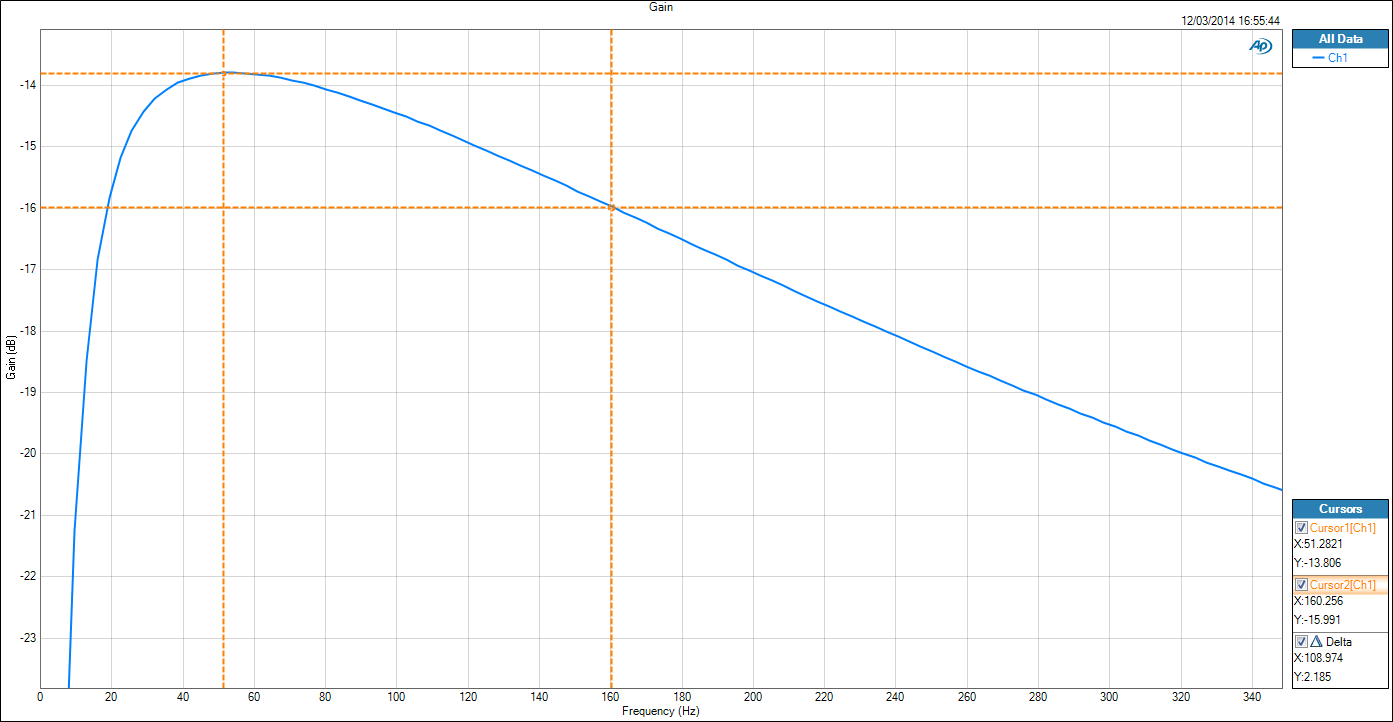 Gain
12/03/2014 16:55:44
AP
All Data
Ch1
Gain (dB)
-14
-15
-16
-17
-18
-19
-20
-21
-22
-23
0 20 40 60 80 100 120 140 160 180 200 220 240 260 280 300 320 340
Frequency (Hz)
Cursors
Cursor1[Ch1]
X:51.2821
Y:-13.806
Cursor2[Ch1]
X:160.256
Y:-15.991
Delta
X:108.974
Y:2.185